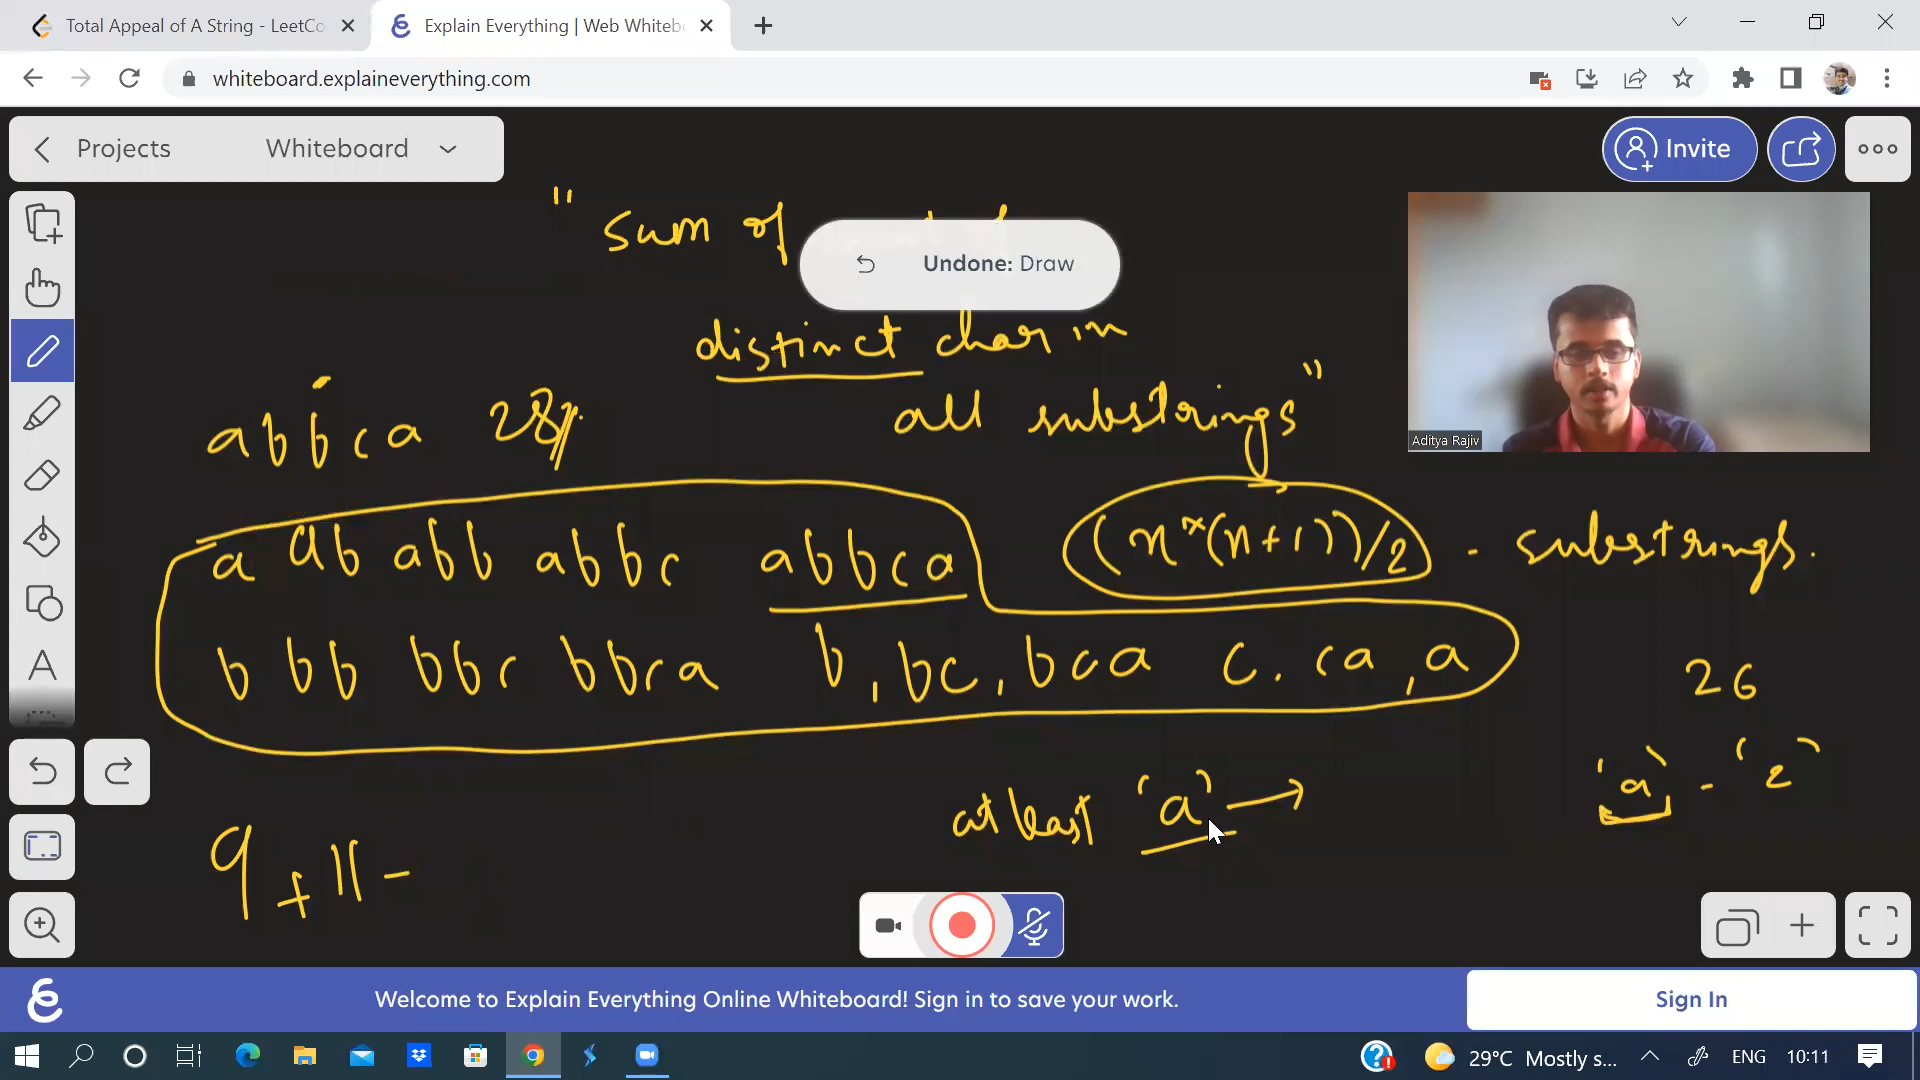 Total Appeal of A String - LeetCo
Explain Everything | Web Whiteb
whiteboard.explaineverything.com
Projects
Whiteboard
Invite
" sum of
Undone: Draw
distinct char in
all substrings "
Aditya Rajiv
a b b c a 28
a ab abb abbc abbca
(n*(n+1))/2 - substrings.
b bb bbc bbca b, bc, bca c. ca, a
26
'a' - 'z'
at least 'a' →
9 + 11 -
Welcome to Explain Everything Online Whiteboard! Sign in to save your work.
Sign In
29°C Mostly s...
ENG
10:11